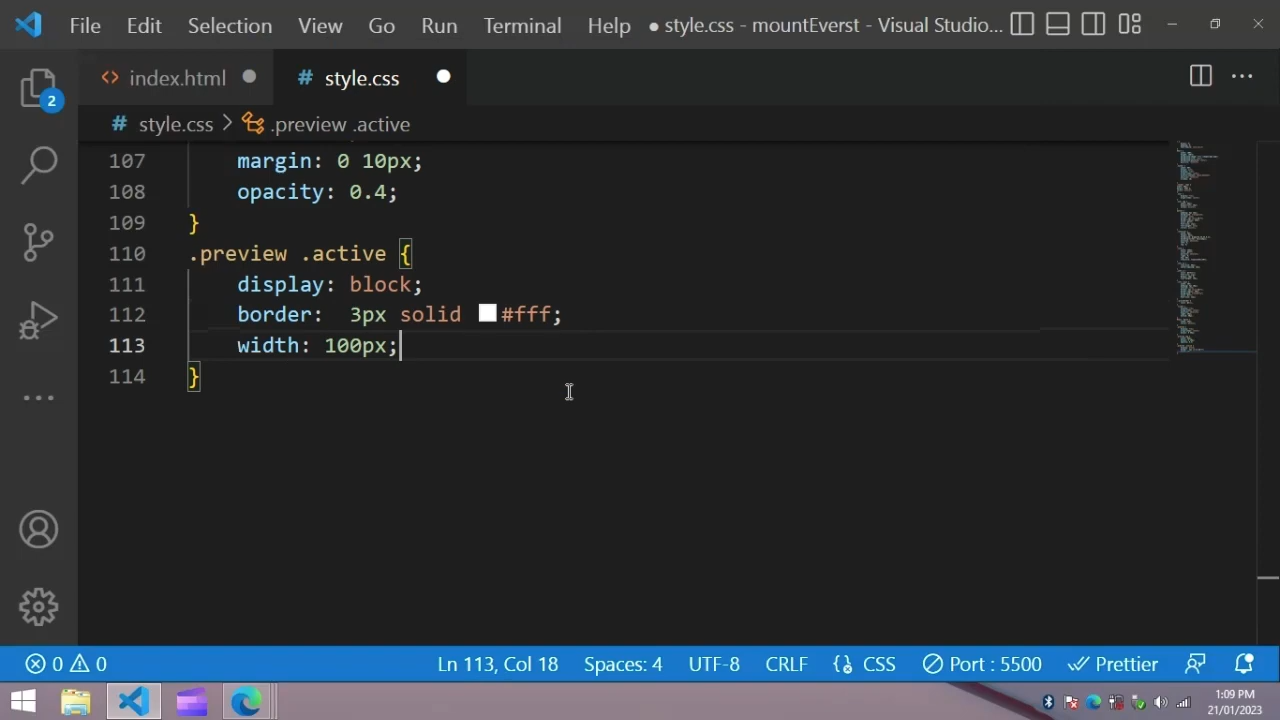 File Edit Selection View Go Run Terminal Help ● style.css - mountEverst - Visual Studio...
index.html ● # style.css ●
2
# style.css > .preview .active
107 margin: 0 10px;
108 opacity: 0.4;
109 }
110 .preview .active {
111 display: block;
112 border:  3px solid #fff;
113 width: 100px;
114 }
0 0 Ln 113, Col 18 Spaces: 4 UTF-8 CRLF CSS Port : 5500 Prettier
1:09 PM
21/01/2023